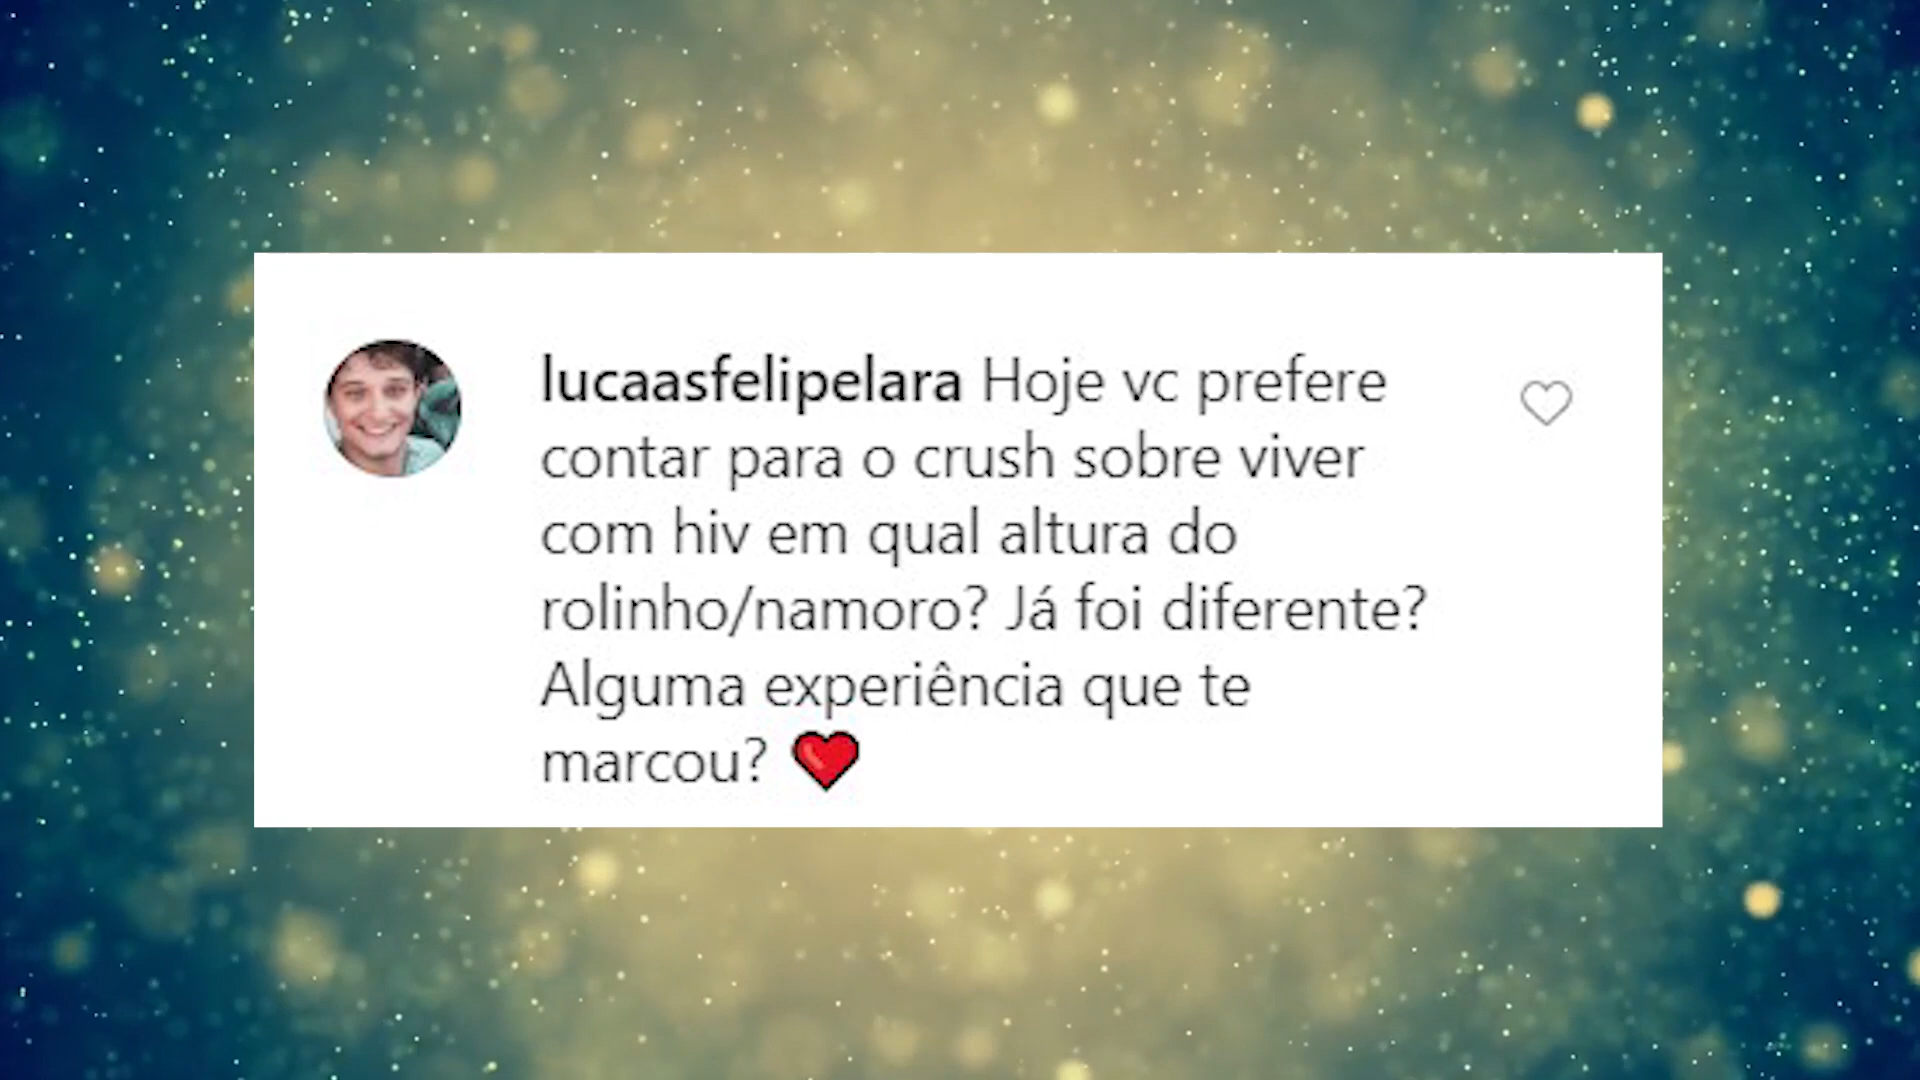 lucaasfelipelara Hoje vc prefere
contar para o crush sobre viver
com hiv em qual altura do
rolinho/namoro? Já foi diferente?
Alguma experiência que te
marcou? ❤️